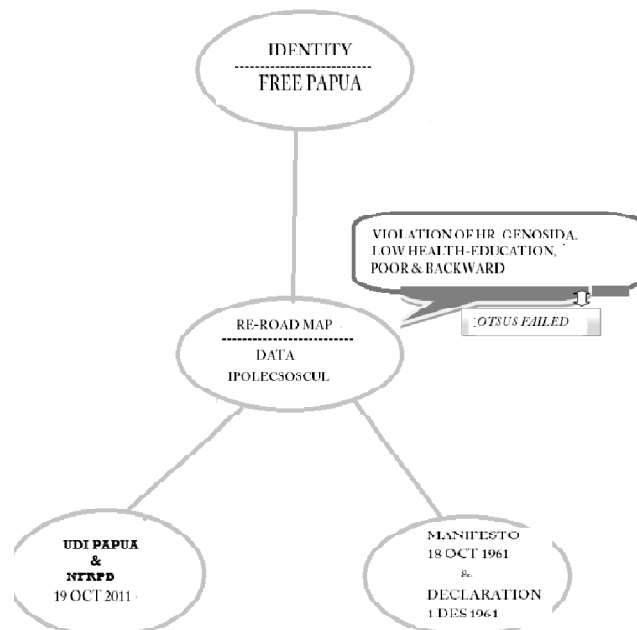 IDENTITY
FREE PAPUA
VIOLATION OF HR. GENOSIDA,
LOW HEALTH-EDUCATION,
POOR & BACKWARD
OTSUS FAILED
RE-ROAD MAP
DATA
IPOLECSOSCUL
UDI PAPUA
&
NFRPB
19 OCT 2011
MANIFESTO
18 OCT 1961
&
DECLARATION
1 DES 1961